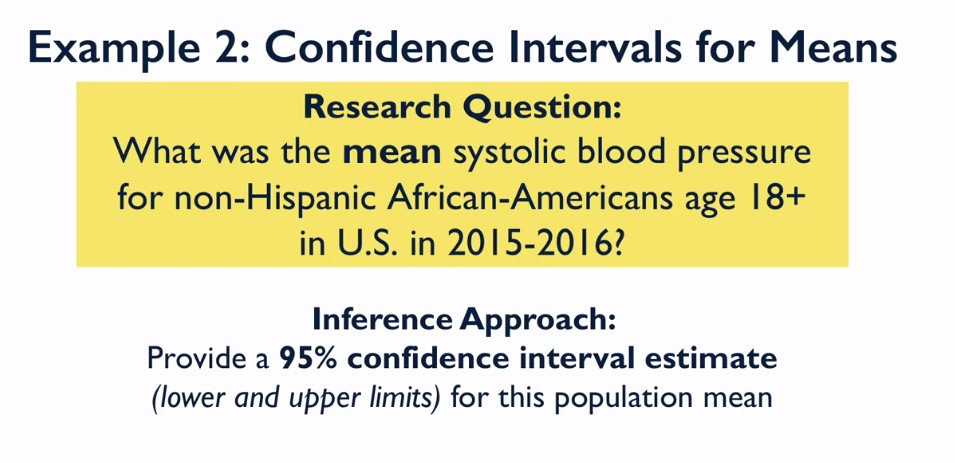 Example 2: Confidence Intervals for Means
Research Question:
What was the mean systolic blood pressure
for non-Hispanic African-Americans age 18+
in U.S. in 2015-2016?
Inference Approach:
Provide a 95% confidence interval estimate
(lower and upper limits) for this population mean